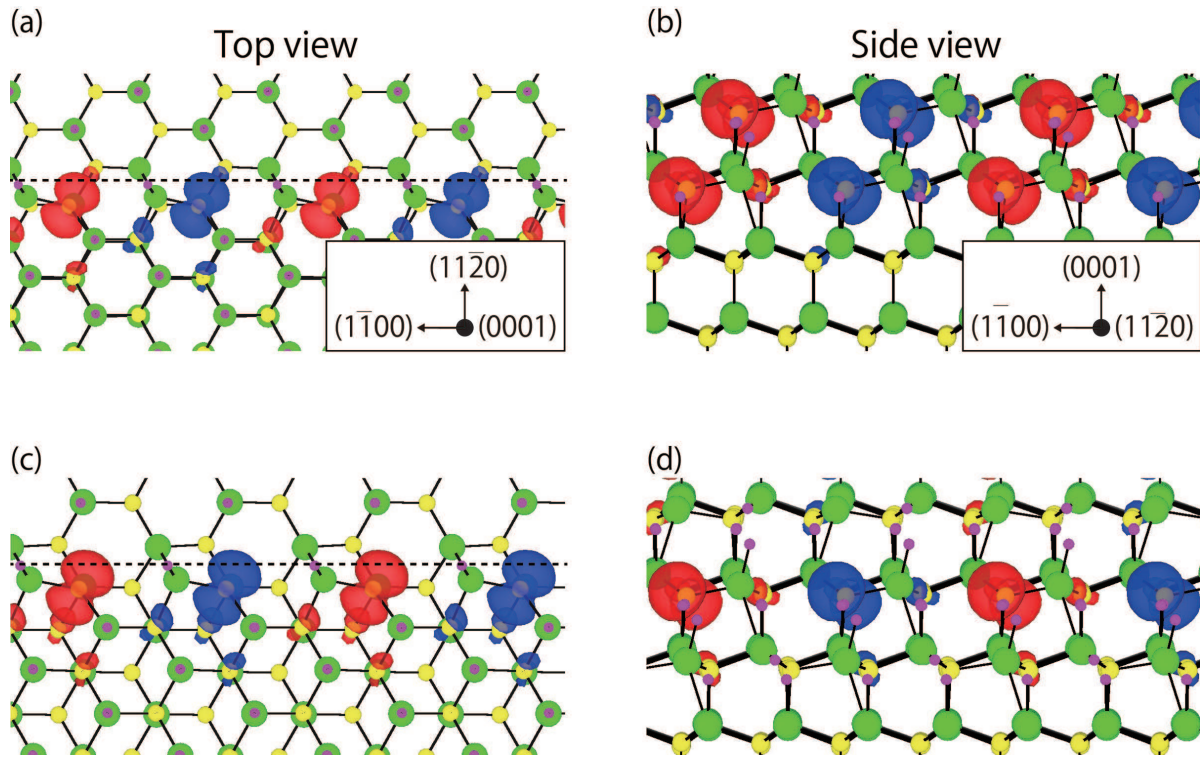 (a)
Top view
(112̅0)
(11̅00)
(0001)
(b)
Side view
(0001)
(11̅00)
(112̅0)
(c)
(d)